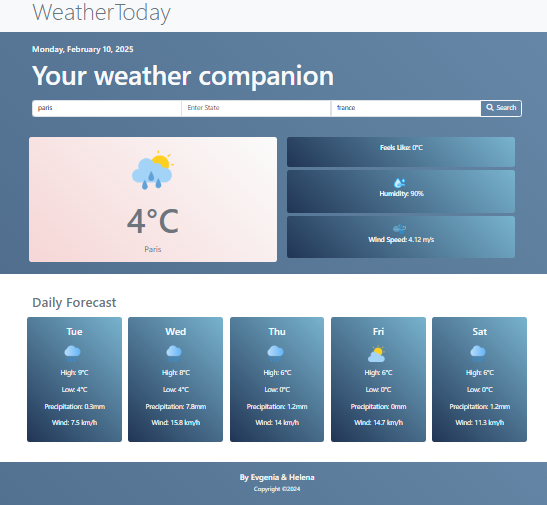 WeatherToday
Monday, February 10, 2025
Your weather companion
paris
Enter State
france
Search
4°C
Paris
Feels Like: 0°C
Humidity: 90%
Wind Speed: 4.12 m/s
Daily Forecast
Tue
High: 9°C
Low: 4°C
Precipitation: 0.3mm
Wind: 7.5 km/h
Wed
High: 8°C
Low: 4°C
Precipitation: 7.8mm
Wind: 15.8 km/h
Thu
High: 6°C
Low: 0°C
Precipitation: 1.2mm
Wind: 14 km/h
Fri
High: 6°C
Low: 0°C
Precipitation: 0mm
Wind: 14.7 km/h
Sat
High: 6°C
Low: 0°C
Precipitation: 1.2mm
Wind: 11.3 km/h
By Evgenia & Helena
Copyright ©2024